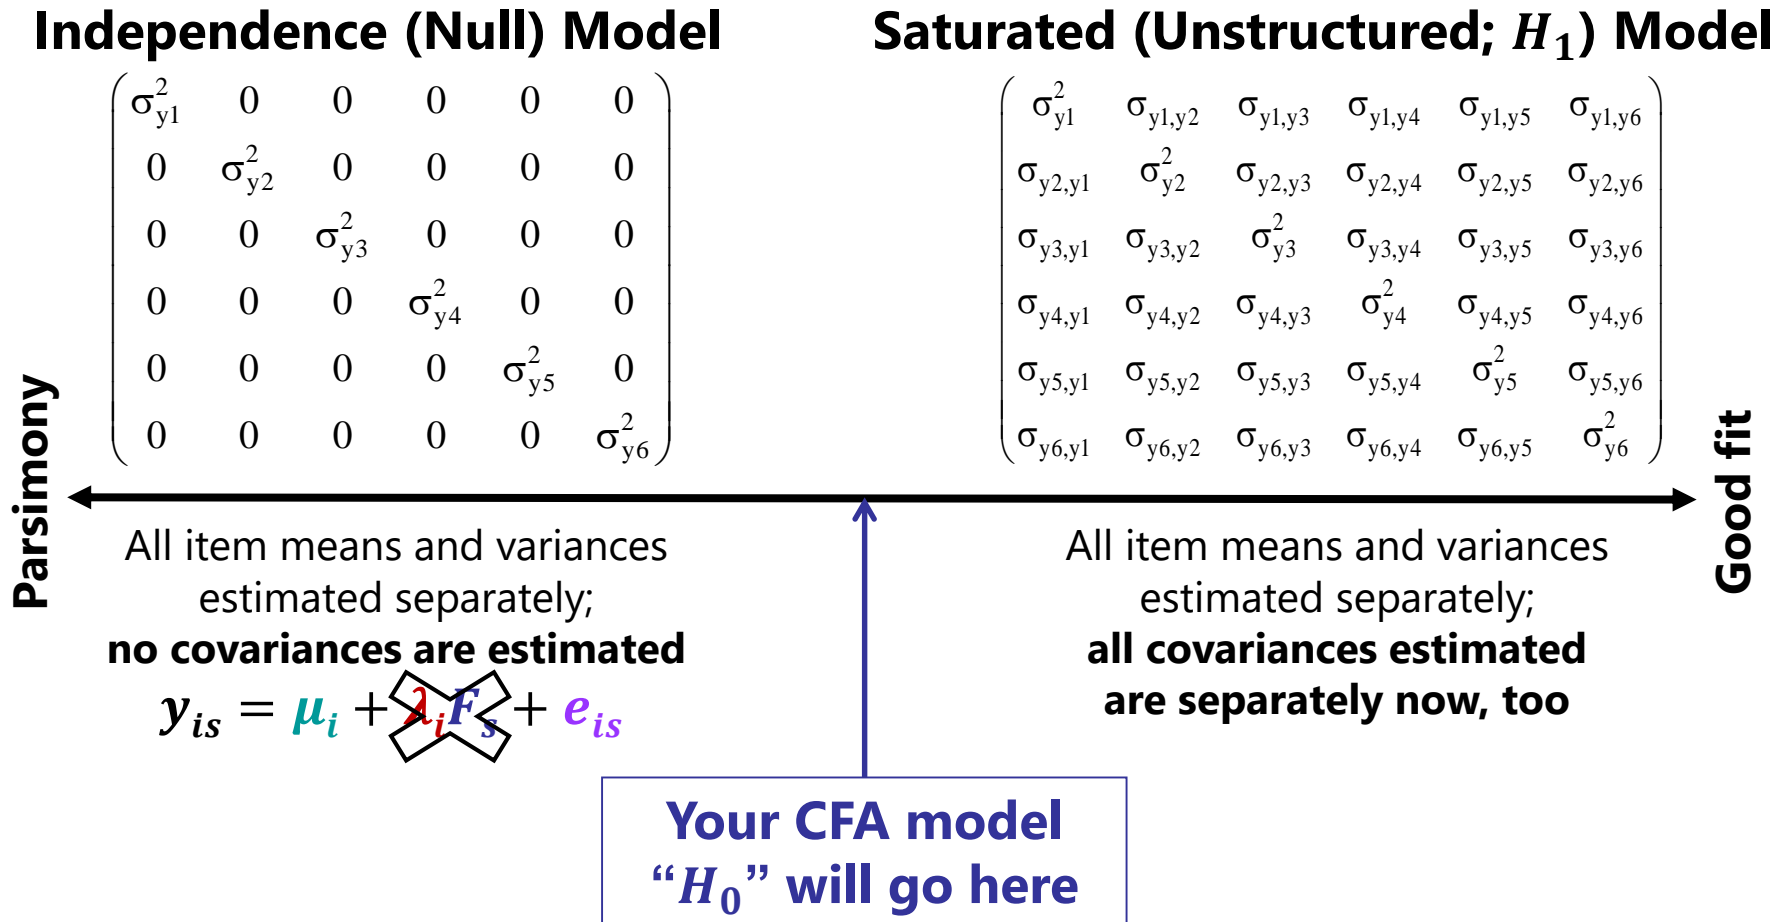 Independence (Null) Model
σ²y1 0 0 0 0 0
0 σ²y2 0 0 0 0
0 0 σ²y3 0 0 0
0 0 0 σ²y4 0 0
0 0 0 0 σ²y5 0
0 0 0 0 0 σ²y6
Saturated (Unstructured; H₁) Model
σ²y1 σy1,y2 σy1,y3 σy1,y4 σy1,y5 σy1,y6
σy2,y1 σ²y2 σy2,y3 σy2,y4 σy2,y5 σy2,y6
σy3,y1 σy3,y2 σ²y3 σy3,y4 σy3,y5 σy3,y6
σy4,y1 σy4,y2 σy4,y3 σ²y4 σy4,y5 σy4,y6
σy5,y1 σy5,y2 σy5,y3 σy5,y4 σ²y5 σy5,y6
σy6,y1 σy6,y2 σy6,y3 σy6,y4 σy6,y5 σ²y6
Parsimony
Good fit
All item means and variances
estimated separately;
no covariances are estimated
yis = μi + λiFs + eis
All item means and variances
estimated separately;
all covariances estimated
are separately now, too
Your CFA model
“H₀” will go here